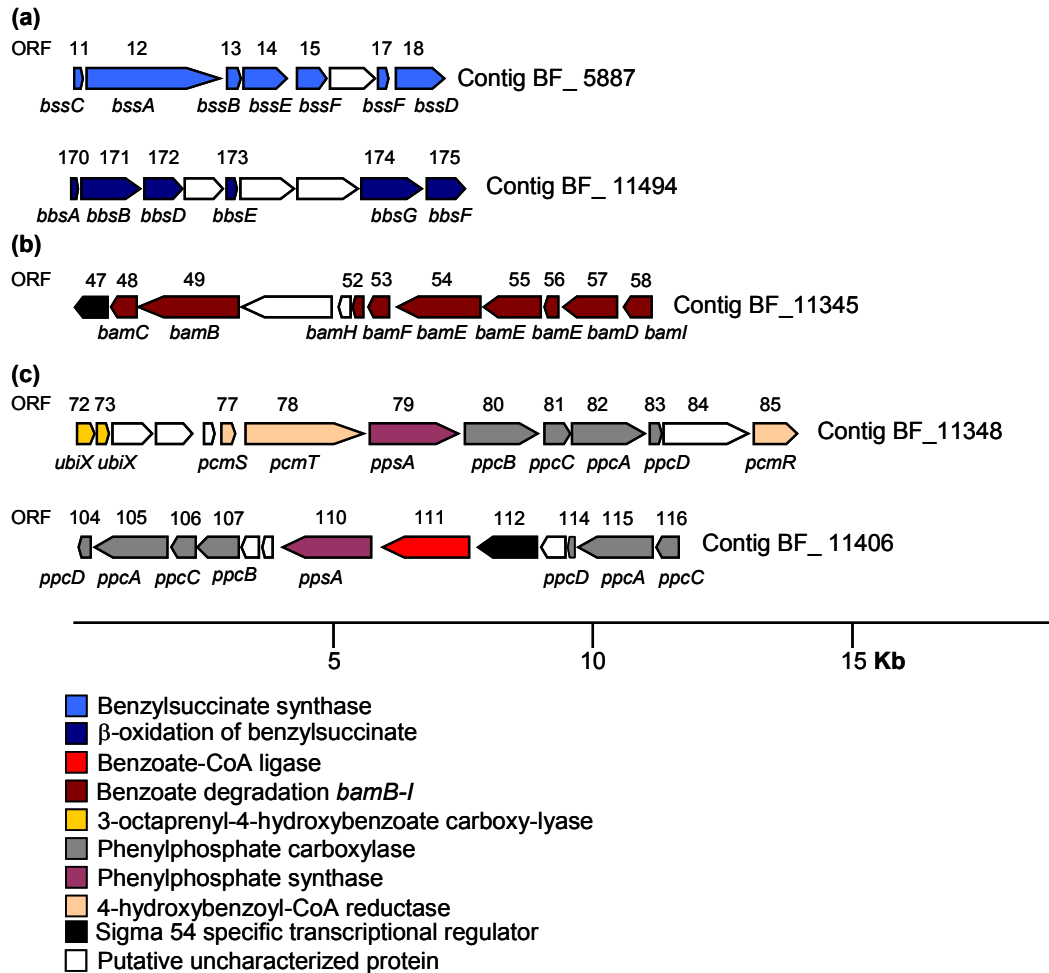 (a)
ORF 11 12 13 14 15 17 18
Contig BF_ 5887
bssC bssA bssB bssE bssF bssF bssD
170 171 172 173 174 175
Contig BF_ 11494
bbsA bbsB bbsD bbsE bbsG bbsF
(b)
ORF 47 48 49 52 53 54 55 56 57 58
Contig BF_11345
bamC bamB bamH bamF bamE bamE bamE bamD bamI
(c)
ORF 72 73 77 78 79 80 81 82 83 84 85
Contig BF_11348
ubiX ubiX pcmS pcmT ppsA ppcB ppcC ppcA ppcD pcmR
ORF 104 105 106 107 110 111 112 114 115 116
Contig BF_ 11406
ppcD ppcA ppcC ppcB ppsA ppcD ppcA ppcC
5 10 15 Kb
Benzylsuccinate synthase
β-oxidation of benzylsuccinate
Benzoate-CoA ligase
Benzoate degradation bamB-I
3-octaprenyl-4-hydroxybenzoate carboxy-lyase
Phenylphosphate carboxylase
Phenylphosphate synthase
4-hydroxybenzoyl-CoA reductase
Sigma 54 specific transcriptional regulator
Putative uncharacterized protein